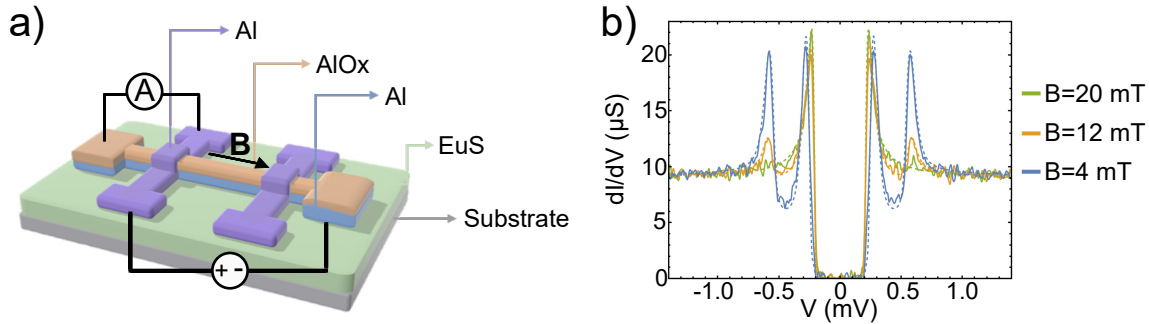 a)
Al
AlOx
Al
A
B
EuS
Substrate
+ -
b)
20
15
10
5
0
dI/dV (μS)
-1.0
-0.5
0
0.5
1.0
V (mV)
B=20 mT
B=12 mT
B=4 mT